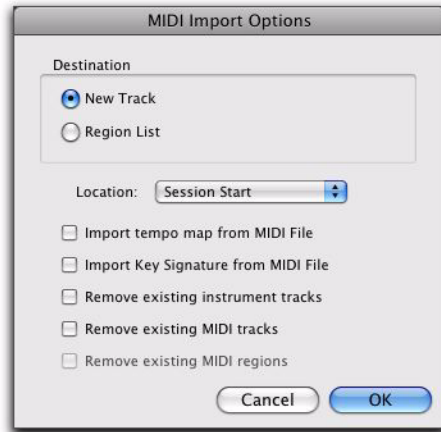 MIDI Import Options
Destination
New Track
Region List
Location: Session Start
Import tempo map from MIDI File
Import Key Signature from MIDI File
Remove existing instrument tracks
Remove existing MIDI tracks
Remove existing MIDI regions
Cancel OK